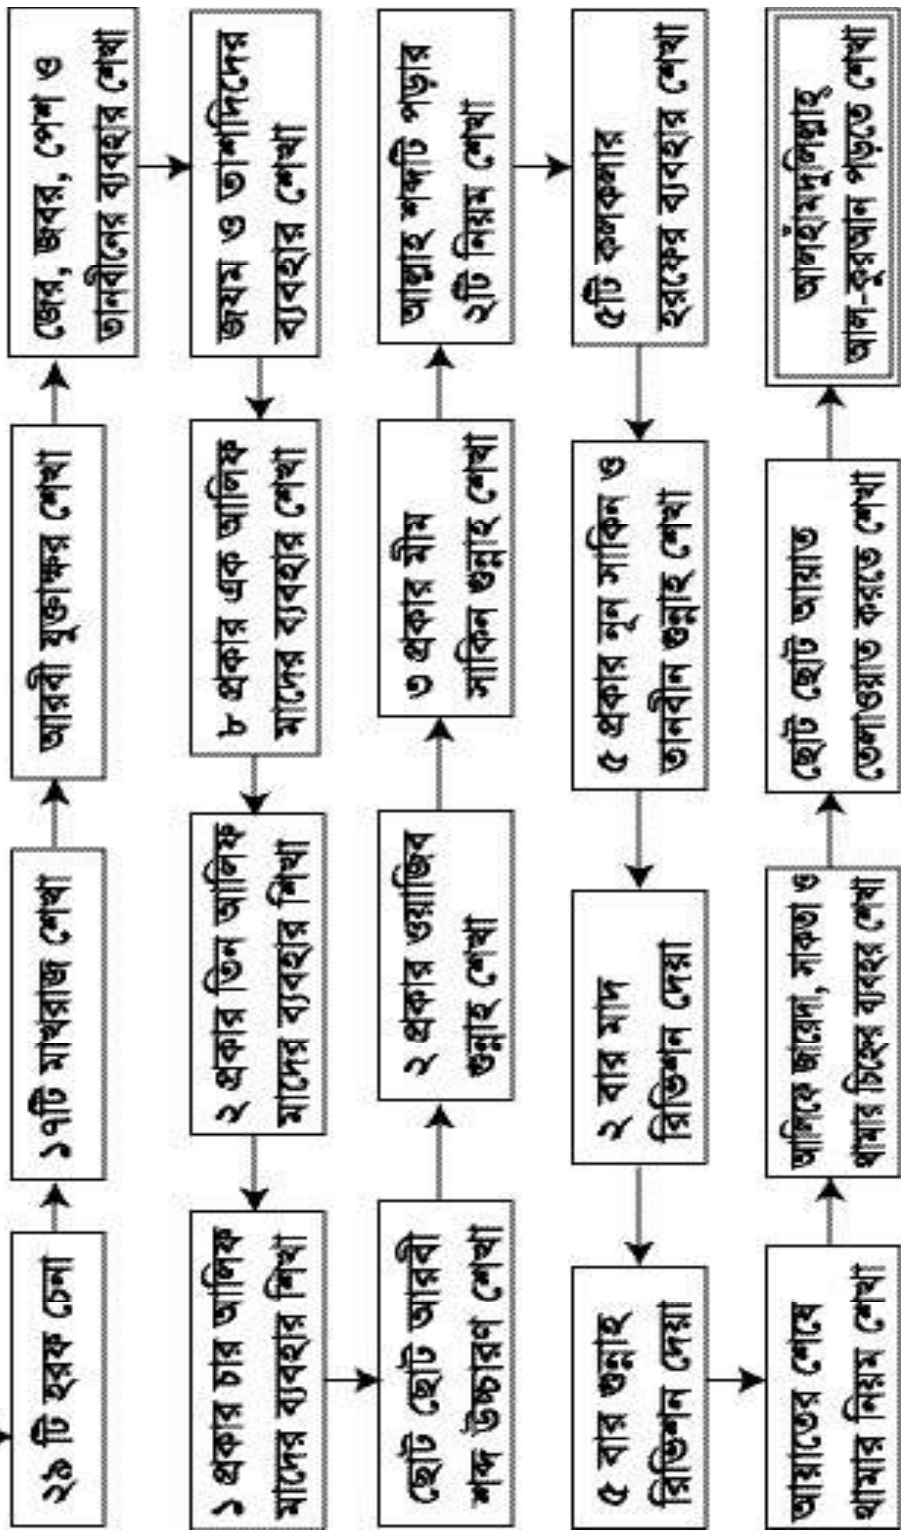 ২৯ টি হরফ চেনা
১৭টি মাখরাজ শেখা
আরবী যুক্তাক্ষর শেখা
জের, জবর, পেশ ও
তানবীনের ব্যবহার শেখা
জযম ও তাশদিদের
ব্যবহার শেখা
৮ প্রকার এক আলিফ
মাদের ব্যবহার শেখা
২ প্রকার তিন আলিফ
মাদের ব্যবহার শিখা
১ প্রকার চার আলিফ
মাদের ব্যবহার শিখা
ছোট ছোট আরবী
শব্দ উচ্চারণ শেখা
২ প্রকার ওয়াজিব
গুন্নাহ শেখা
৩ প্রকার মীম
সাকিন গুন্নাহ শেখা
আল্লাহ শব্দটি পড়ার
২টি নিয়ম শেখা
৫টি কলকলার
হরফের ব্যবহার শেখা
৫ প্রকার নূন সাকিন ও
তানবীন গুন্নাহ শেখা
২ বার মাদ
রিভিশন দেয়া
৫ বার গুন্নাহ
রিভিশন দেয়া
আয়াতের শেষে
থামার নিয়ম শেখা
আলিফে জায়েদা, সাকতা ও
থামার চিহ্নের ব্যবহর শেখা
ছোট ছোট আয়াত
তেলাওয়াত করতে শেখা
আলহাঁমদুলিল্লাহ্
আল-কুরআন পড়তে শেখা